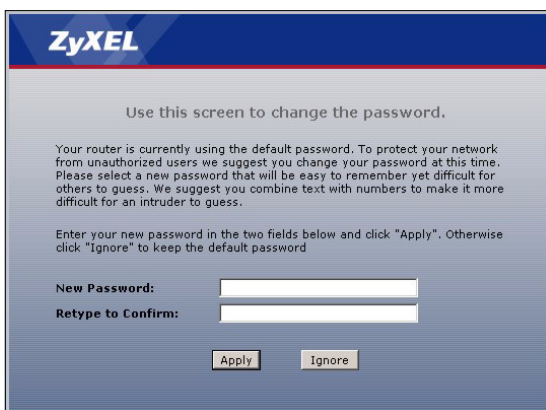 ZyXEL
Use this screen to change the password.
Your router is currently using the default password. To protect your network
from unauthorized users we suggest you change your password at this time.
Please select a new password that will be easy to remember yet difficult for
others to guess. We suggest you combine text with numbers to make it more
difficult for an intruder to guess.
Enter your new password in the two fields below and click "Apply". Otherwise
click "Ignore" to keep the default password
New Password:
Retype to Confirm:
Apply Ignore